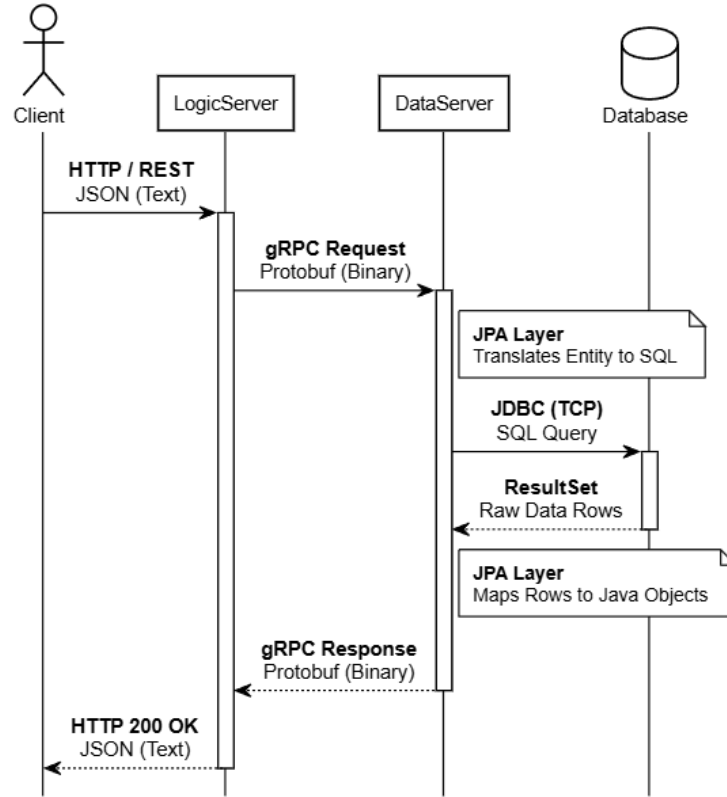 Client
LogicServer
DataServer
Database
HTTP / REST
JSON (Text)
gRPC Request
Protobuf (Binary)
JPA Layer
Translates Entity to SQL
JDBC (TCP)
SQL Query
ResultSet
Raw Data Rows
JPA Layer
Maps Rows to Java Objects
gRPC Response
Protobuf (Binary)
HTTP 200 OK
JSON (Text)